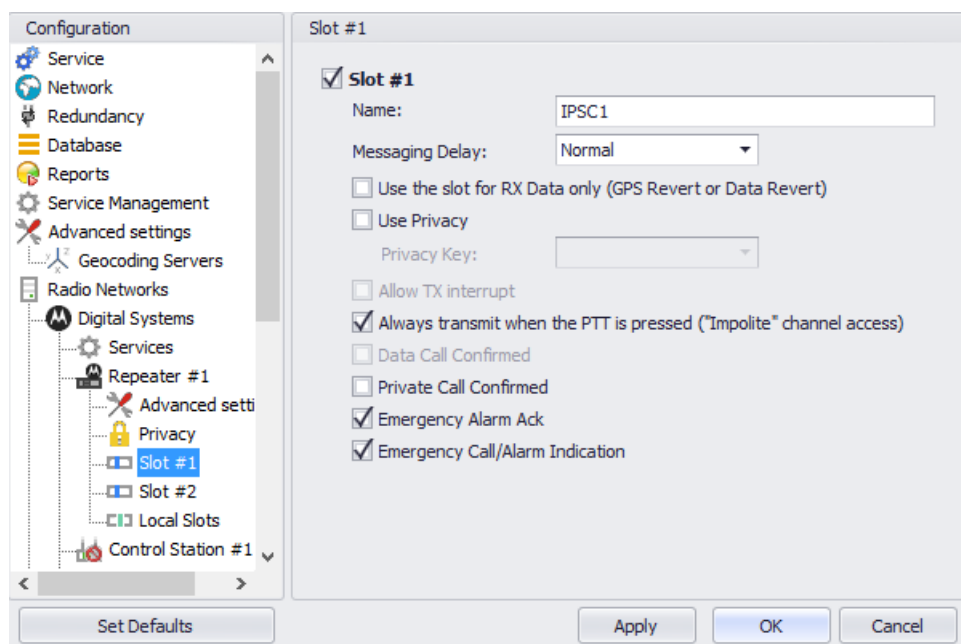 Configuration
Service
Network
Redundancy
Database
Reports
Service Management
Advanced settings
Geocoding Servers
Radio Networks
Digital Systems
Services
Repeater #1
Advanced setti
Privacy
Slot #1
Slot #2
Local Slots
Control Station #1
Set Defaults
Slot #1
Slot #1
Name: IPSC1
Messaging Delay: Normal
Use the slot for RX Data only (GPS Revert or Data Revert)
Use Privacy
Privacy Key:
Allow TX interrupt
Always transmit when the PTT is pressed ("Impolite" channel access)
Data Call Confirmed
Private Call Confirmed
Emergency Alarm Ack
Emergency Call/Alarm Indication
Apply OK Cancel